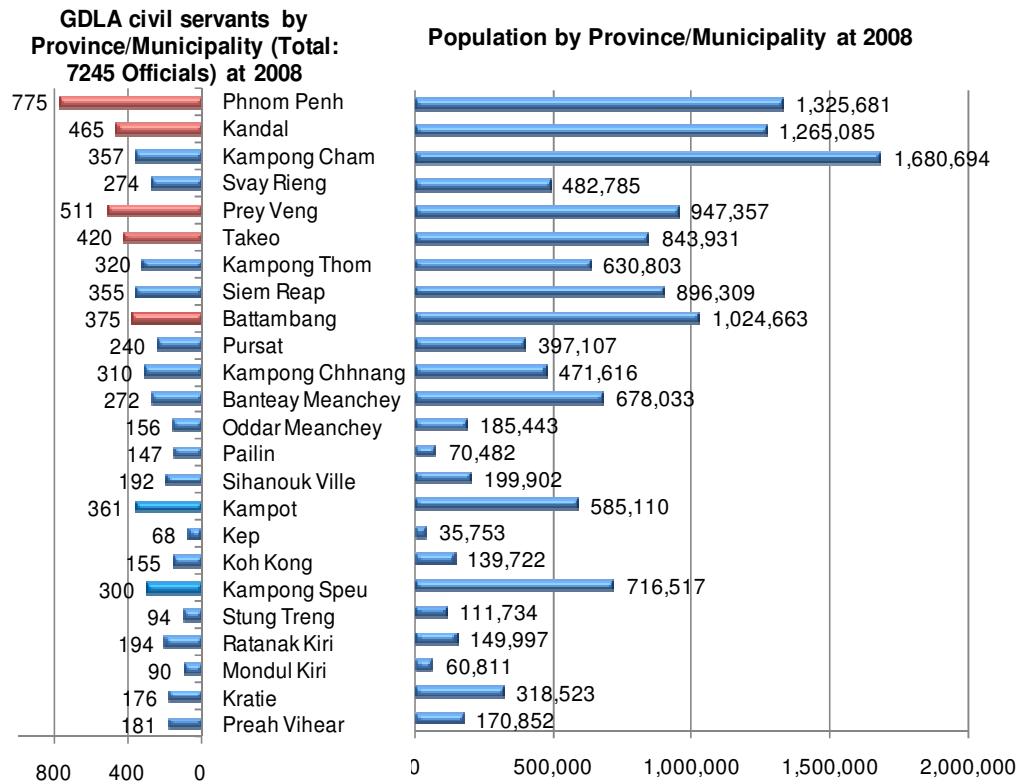 GDLA civil servants by
Province/Municipality (Total:
7245 Officials) at 2008
Population by Province/Municipality at 2008
775 Phnom Penh 1,325,681
465 Kandal 1,265,085
357 Kampong Cham 1,680,694
274 Svay Rieng 482,785
511 Prey Veng 947,357
420 Takeo 843,931
320 Kampong Thom 630,803
355 Siem Reap 896,309
375 Battambang 1,024,663
240 Pursat 397,107
310 Kampong Chhnang 471,616
272 Banteay Meanchey 678,033
156 Oddar Meanchey 185,443
147 Pailin 70,482
192 Sihanouk Ville 199,902
361 Kampot 585,110
68 Kep 35,753
155 Koh Kong 139,722
300 Kampong Speu 716,517
94 Stung Treng 111,734
194 Ratanak Kiri 149,997
90 Mondul Kiri 60,811
176 Kratie 318,523
181 Preah Vihear 170,852
800 400 0 0 500,000 1,000,000 1,500,000 2,000,000